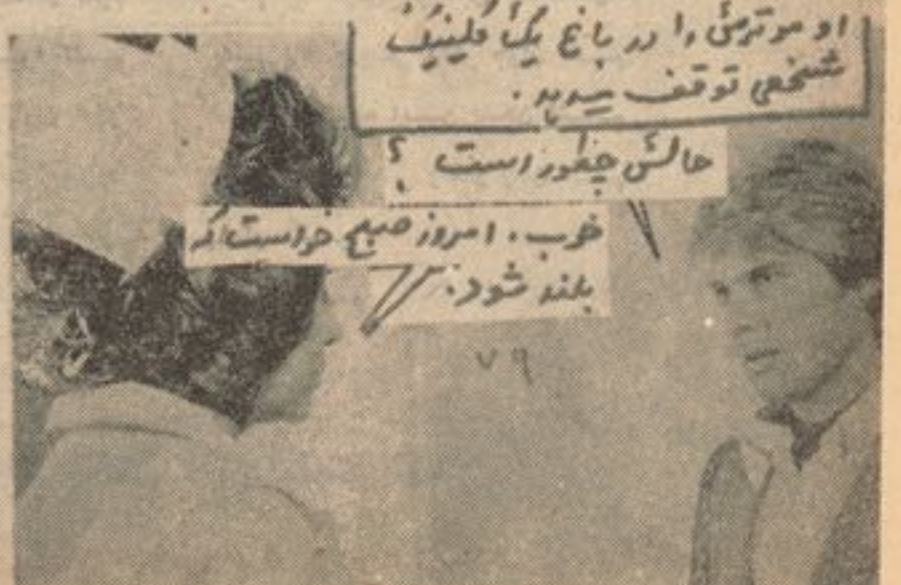 او موترش را در باغ یک کلینیک
شخصی توقف میدهد.
حالش چطور است؟
خوب، امروز صبح خواست که
بلند شود.
۷۹